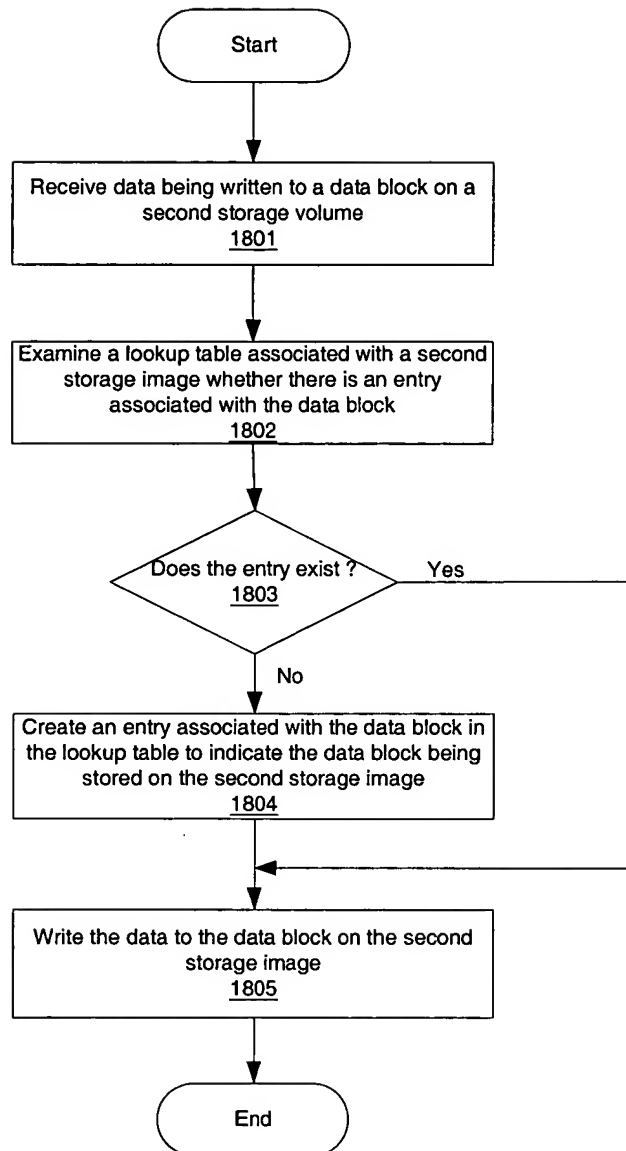 Start
Receive data being written to a data block on a
second storage volume
1801
Examine a lookup table associated with a second
storage image whether there is an entry
associated with the data block
1802
Does the entry exist ?
1803
Yes
No
Create an entry associated with the data block in
the lookup table to indicate the data block being
stored on the second storage image
1804
Write the data to the data block on the second
storage image
1805
End